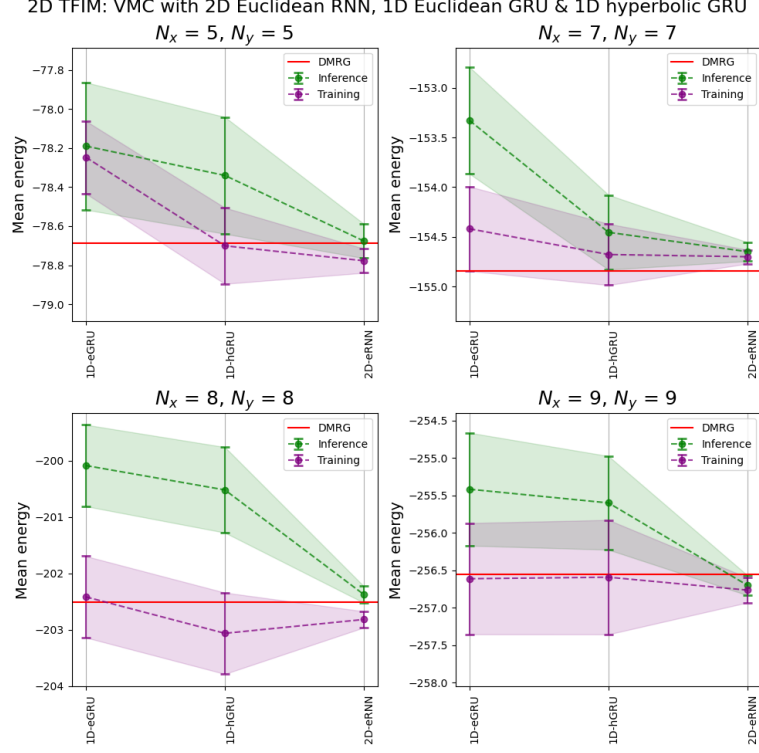 2D TFIM: VMC with 2D Euclidean RNN, 1D Euclidean GRU & 1D hyperbolic GRU
N_x = 5, N_y = 5
−77.8
−78.0
−78.2
−78.4
−78.6
−78.8
−79.0
Mean energy
DMRG
Inference
Training
1D-eGRU
1D-hGRU
2D-eRNN
N_x = 7, N_y = 7
−153.0
−153.5
−154.0
−154.5
−155.0
Mean energy
DMRG
Inference
Training
1D-eGRU
1D-hGRU
2D-eRNN
N_x = 8, N_y = 8
−200
−201
−202
−203
−204
Mean energy
DMRG
Inference
Training
1D-eGRU
1D-hGRU
2D-eRNN
N_x = 9, N_y = 9
−254.5
−255.0
−255.5
−256.0
−256.5
−257.0
−257.5
−258.0
Mean energy
DMRG
Inference
Training
1D-eGRU
1D-hGRU
2D-eRNN